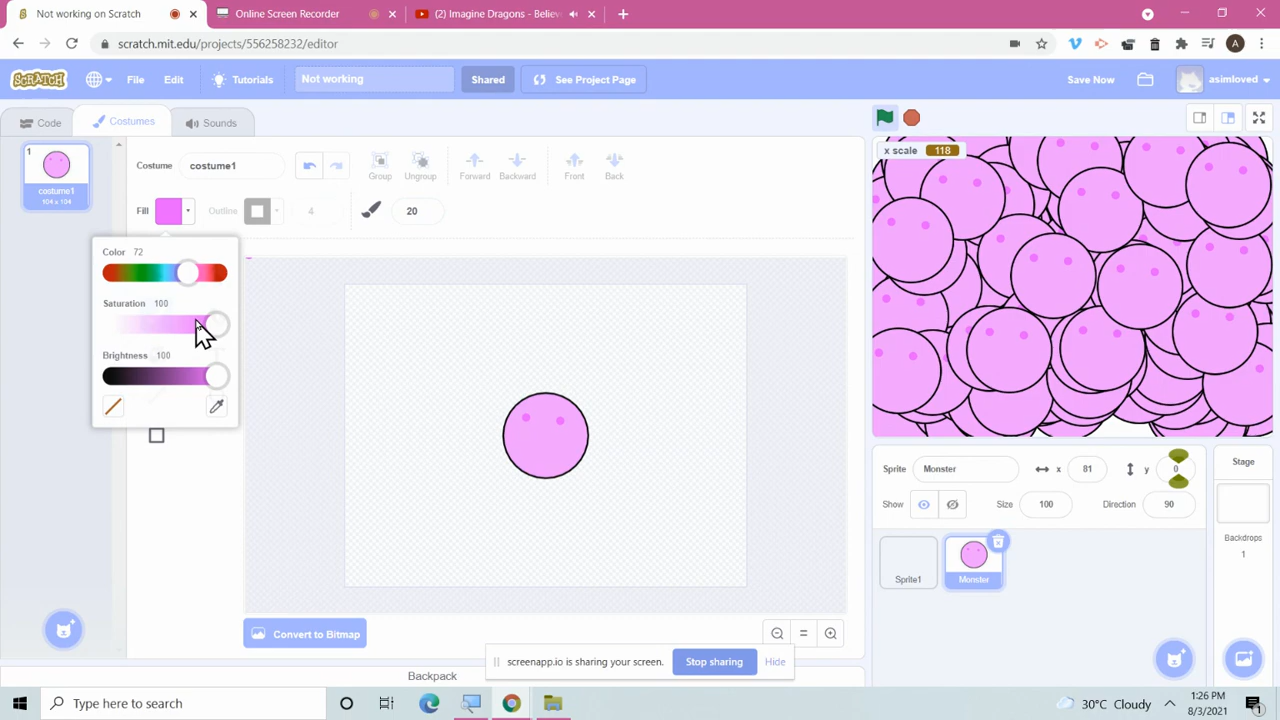 Not working on Scratch
Online Screen Recorder
(2) Imagine Dragons - Believ
scratch.mit.edu/projects/556258232/editor
A
SCRATCH
File
Edit
Tutorials
Not working
Shared
See Project Page
Save Now
asimloved
Code
Costumes
Sounds
1
costume1
104 x 104
Costume
costume1
Group
Ungroup
Forward
Backward
Front
Back
Fill
Outline
4
20
Color 72
Saturation 100
Brightness 100
Convert to Bitmap
Backpack
x scale 118
Sprite
Monster
x
81
y
0
Show
Size
100
Direction
90
Sprite1
Monster
Stage
Backdrops
1
screenapp.io is sharing your screen.
Stop sharing
Hide
Type here to search
30°C Cloudy
1:26 PM
8/3/2021
1